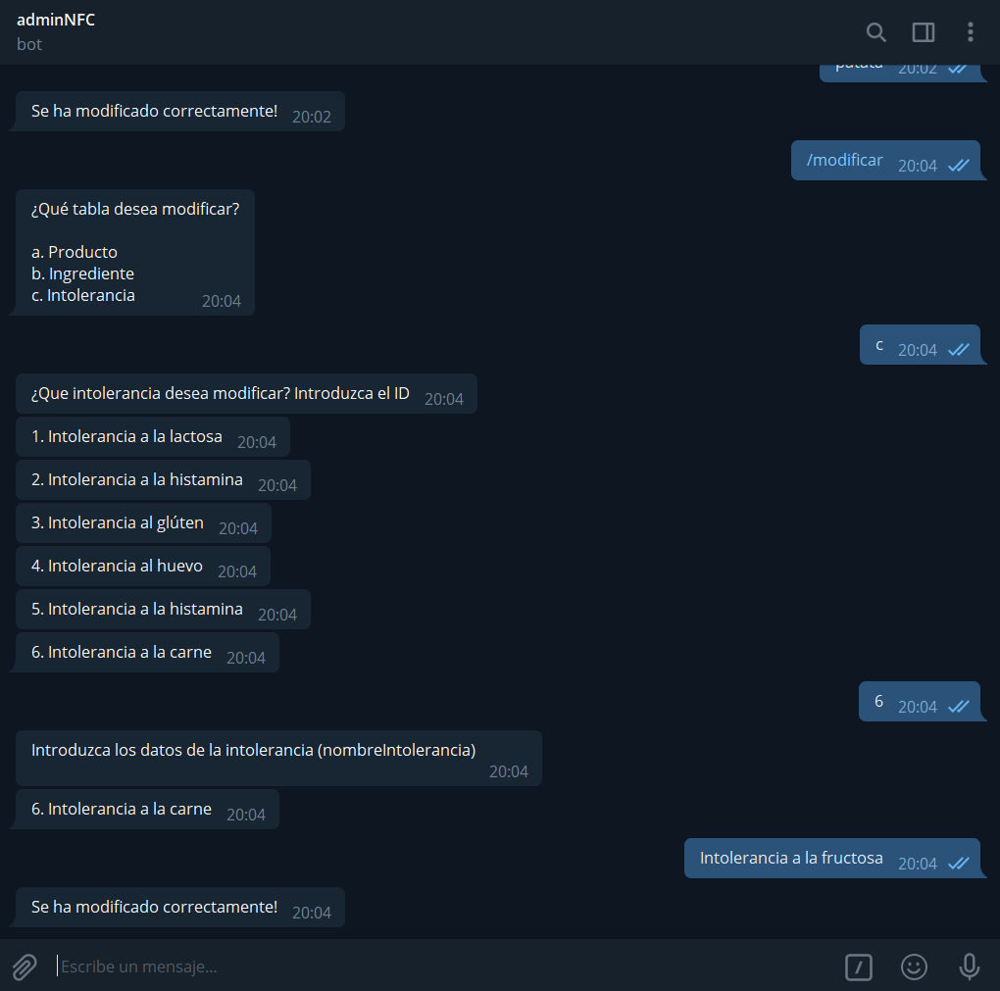 adminNFC
bot
patata 20:02
Se ha modificado correctamente! 20:02
/modificar 20:04
¿Qué tabla desea modificar?
a. Producto
b. Ingrediente
c. Intolerancia 20:04
c 20:04
¿Que intolerancia desea modificar? Introduzca el ID 20:04
1. Intolerancia a la lactosa 20:04
2. Intolerancia a la histamina 20:04
3. Intolerancia al glúten 20:04
4. Intolerancia al huevo 20:04
5. Intolerancia a la histamina 20:04
6. Intolerancia a la carne 20:04
6 20:04
Introduzca los datos de la intolerancia (nombreIntolerancia)
20:04
6. Intolerancia a la carne 20:04
Intolerancia a la fructosa 20:04
Se ha modificado correctamente! 20:04
Escribe un mensaje...